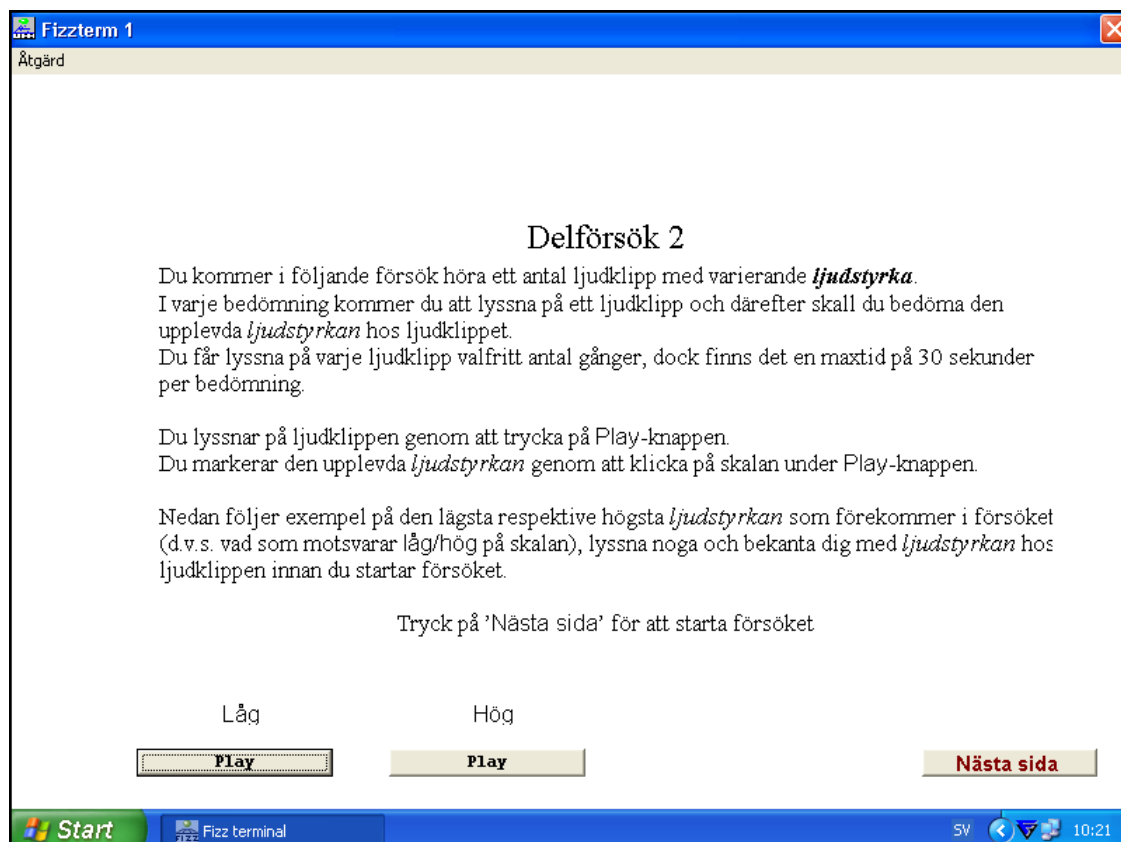 Fizzterm 1
Åtgärd
Delförsök 2
Du kommer i följande försök höra ett antal ljudklipp med varierande ljudstyrka.
I varje bedömning kommer du att lyssna på ett ljudklipp och därefter skall du bedöma den
upplevda ljudstyrkan hos ljudklippet.
Du får lyssna på varje ljudklipp valfritt antal gånger, dock finns det en maxtid på 30 sekunder
per bedömning.
Du lyssnar på ljudklippen genom att trycka på Play-knappen.
Du markerar den upplevda ljudstyrkan genom att klicka på skalan under Play-knappen.
Nedan följer exempel på den lägsta respektive högsta ljudstyrkan som förekommer i försöket
(d.v.s. vad som motsvarar låg/hög på skalan), lyssna noga och bekanta dig med ljudstyrkan hos
ljudklippen innan du startar försöket.
Tryck på ’Nästa sida’ för att starta försöket
Låg Hög
Play Play Nästa sida
Start Fizz terminal SV 10:21